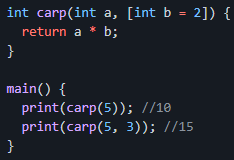 int carp(int a, [int b = 2]) {
  return a * b;
}

main() {
  print(carp(5)); //10
  print(carp(5, 3)); //15
}